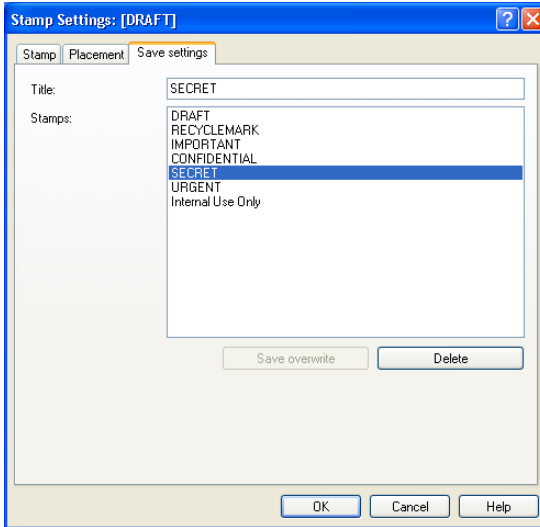 Stamp Settings: [DRAFT]
Stamp Placement Save settings
Title: SECRET
Stamps: DRAFT
RECYCLEMARK
IMPORTANT
CONFIDENTIAL
SECRET
URGENT
Internal Use Only
Save overwrite Delete
OK Cancel Help